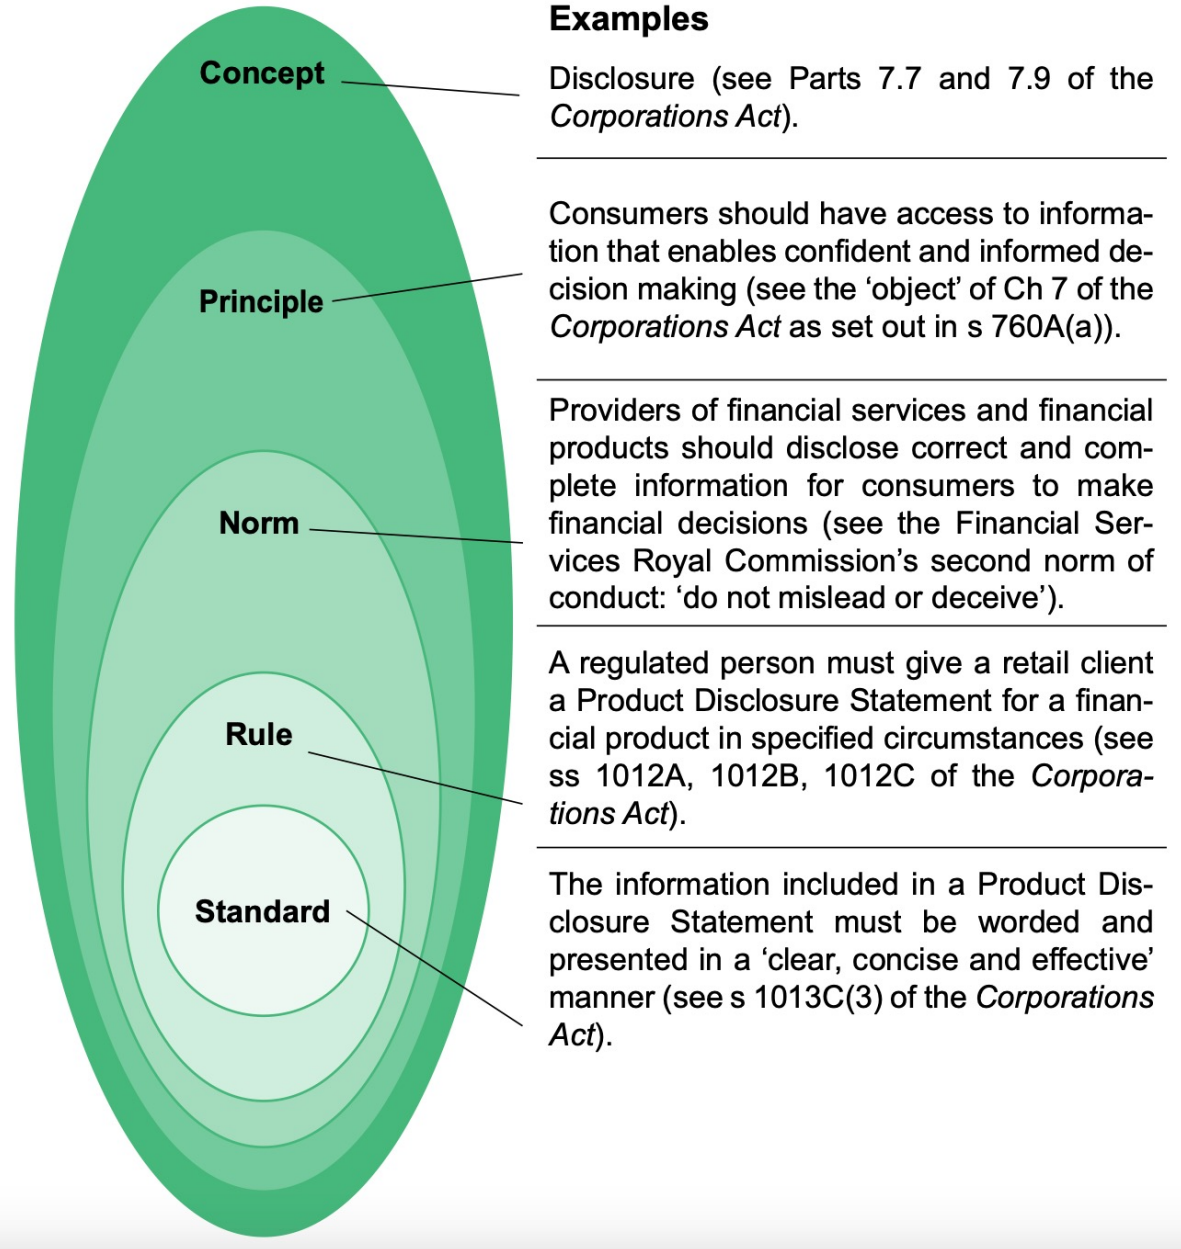 Examples
Concept
Disclosure (see Parts 7.7 and 7.9 of the
Corporations Act).
Principle
Consumers should have access to informa-
tion that enables confident and informed de-
cision making (see the ‘object’ of Ch 7 of the
Corporations Act as set out in s 760A(a)).
Norm
Providers of financial services and financial
products should disclose correct and com-
plete information for consumers to make
financial decisions (see the Financial Ser-
vices Royal Commission’s second norm of
conduct: ‘do not mislead or deceive’).
Rule
A regulated person must give a retail client
a Product Disclosure Statement for a finan-
cial product in specified circumstances (see
ss 1012A, 1012B, 1012C of the Corpora-
tions Act).
Standard
The information included in a Product Dis-
closure Statement must be worded and
presented in a ‘clear, concise and effective’
manner (see s 1013C(3) of the Corporations
Act).